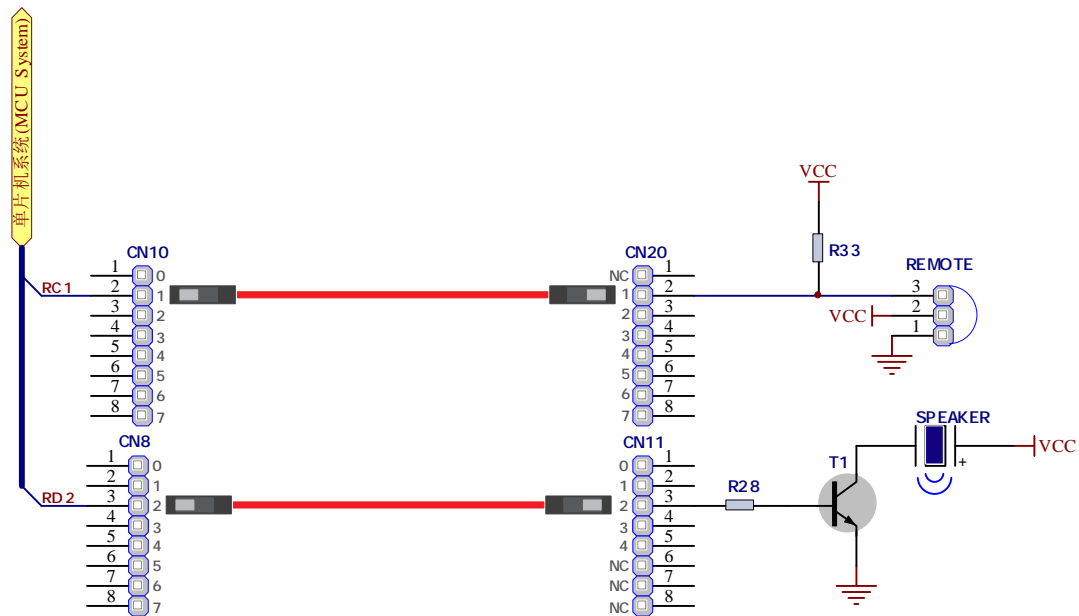 单片机系统(MCU System)
VCC
R33
CN10
CN20
REMOTE
1 0
NC 1
RC1 2 1
1 2
3
3 2
2 3
VCC 2
4 3
3 4
1
5 4
4 5
6 5
5 6
7 6
6 7
8 7
7 8
SPEAKER
CN8
CN11
VCC
+
1 0
0 1
T1
2 1
1 2
R28
RD2 3 2
2 3
4 3
3 4
5 4
4 5
6 5
NC 6
7 6
NC 7
8 7
NC 8